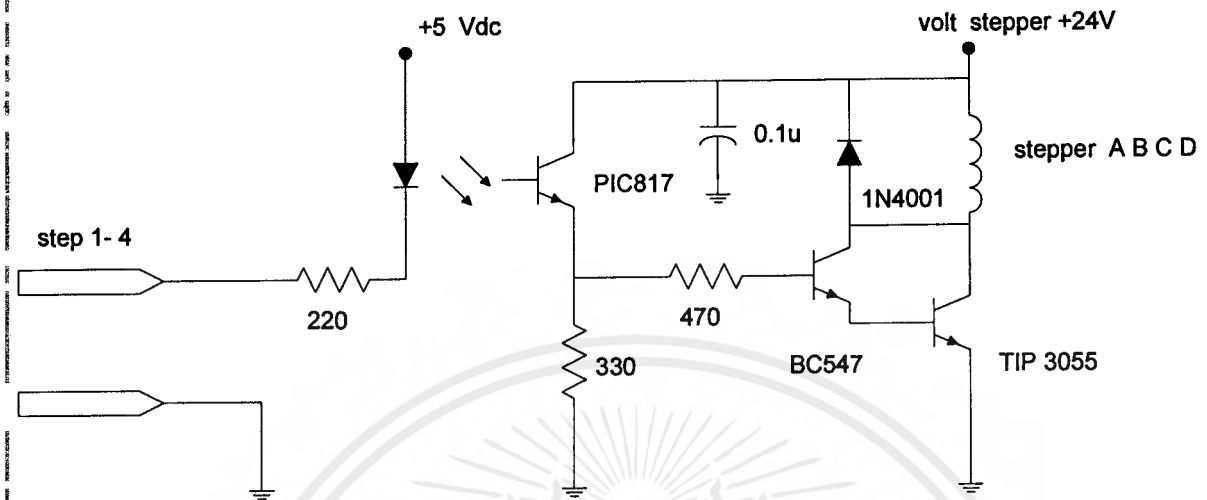 +5 Vdc
volt stepper +24V
0.1u
stepper A B C D
PIC817
1N4001
step 1- 4
220
470
330
BC547
TIP 3055